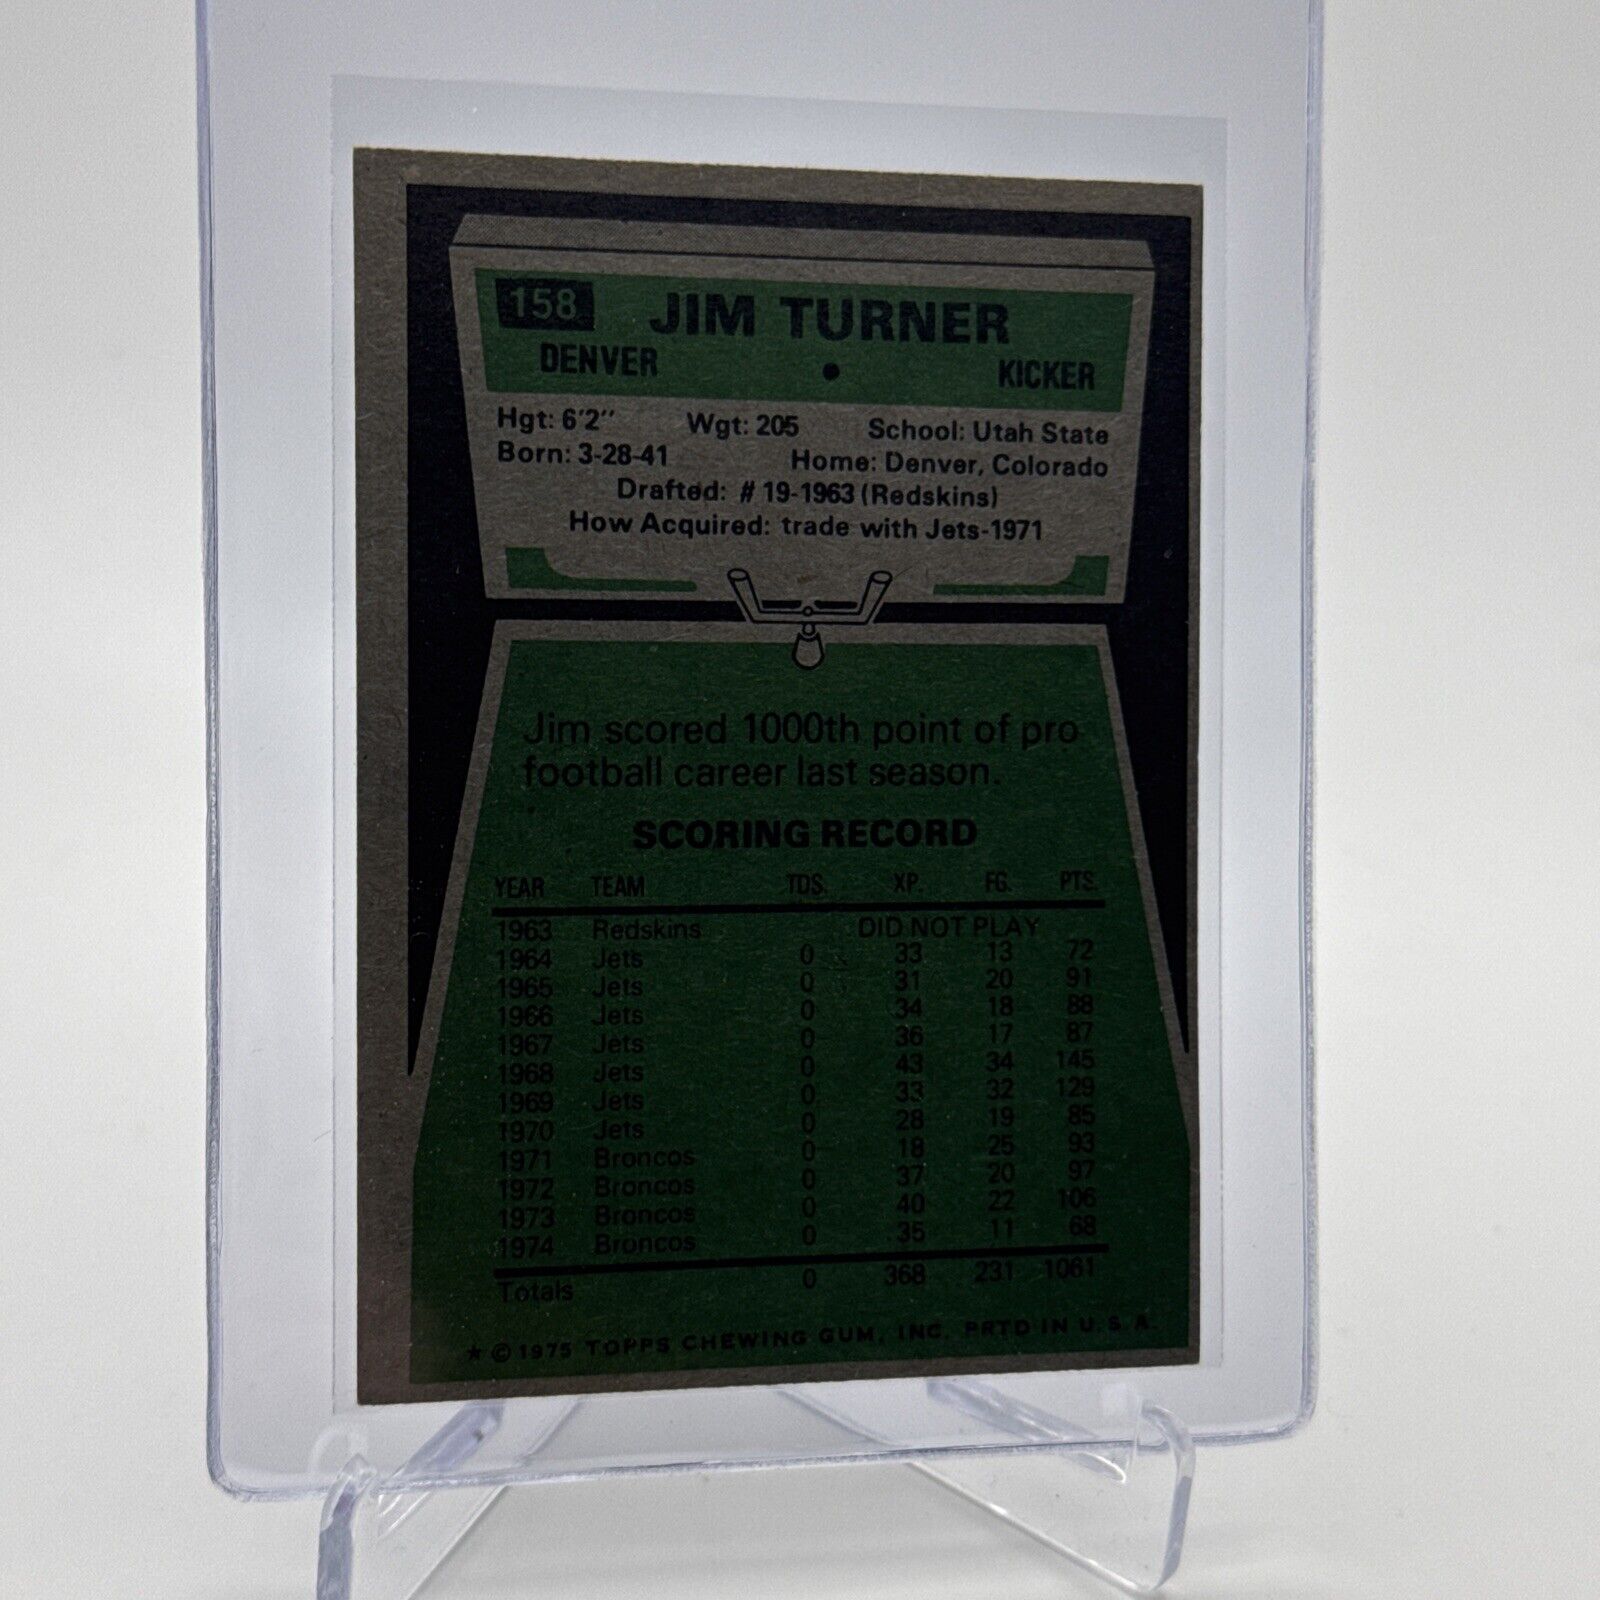 158 JIM TURNER
DENVER • KICKER
Hgt: 6'2'' Wgt: 205 School: Utah State
Born: 3-28-41 Home: Denver, Colorado
Drafted: # 19-1963 (Redskins)
How Acquired: trade with Jets-1971
Jim scored 1000th point of pro
football career last season.
SCORING RECORD
YEAR TEAM TDS. XP. FG. PTS.
1963 Redskins DID NOT PLAY
1964 Jets 0 33 13 72
1965 Jets 0 31 20 91
1966 Jets 0 34 18 88
1967 Jets 0 36 17 87
1968 Jets 0 43 34 145
1969 Jets 0 33 32 129
1970 Jets 0 28 19 85
1971 Broncos 0 18 25 93
1972 Broncos 0 37 20 97
1973 Broncos 0 40 22 106
1974 Broncos 0 35 11 68
Totals 0 368 231 1061
★ © 1975 TOPPS CHEWING GUM, INC. PRTD IN U.S.A.